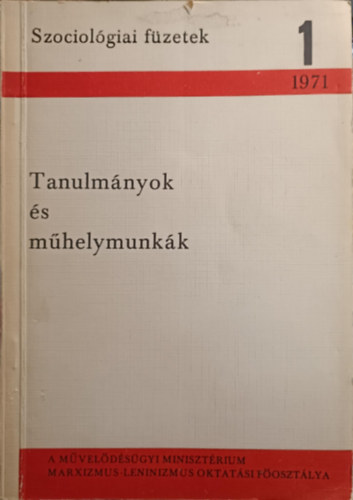 Szociológiai füzetek 1
1971
Tanulmányok
és
műhelymunkák
A MŰVELŐDÉSÜGYI MINISZTÉRIUM
MARXIZMUS-LENINIZMUS OKTATÁSI FŐOSZTÁLYA